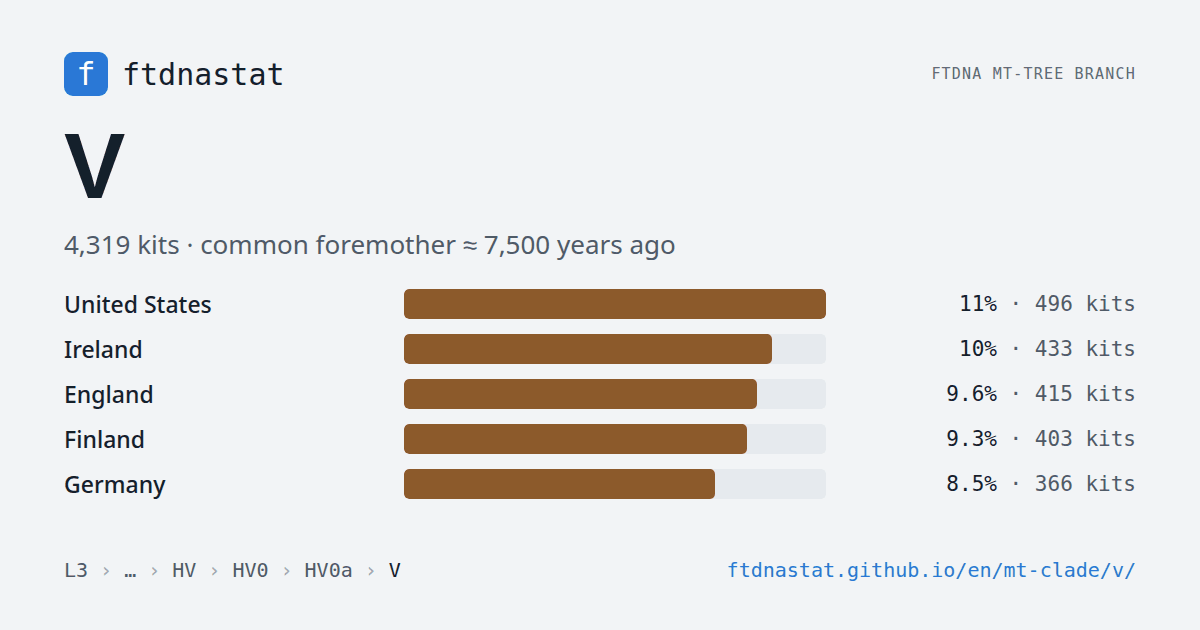 f ftdnastat
FTDNA MT-TREE BRANCH
V
4,319 kits · common foremother ≈ 7,500 years ago
United States 11% · 496 kits
Ireland 10% · 433 kits
England 9.6% · 415 kits
Finland 9.3% · 403 kits
Germany 8.5% · 366 kits
L3 › … › HV › HV0 › HV0a › V
ftdnastat.github.io/en/mt-clade/v/